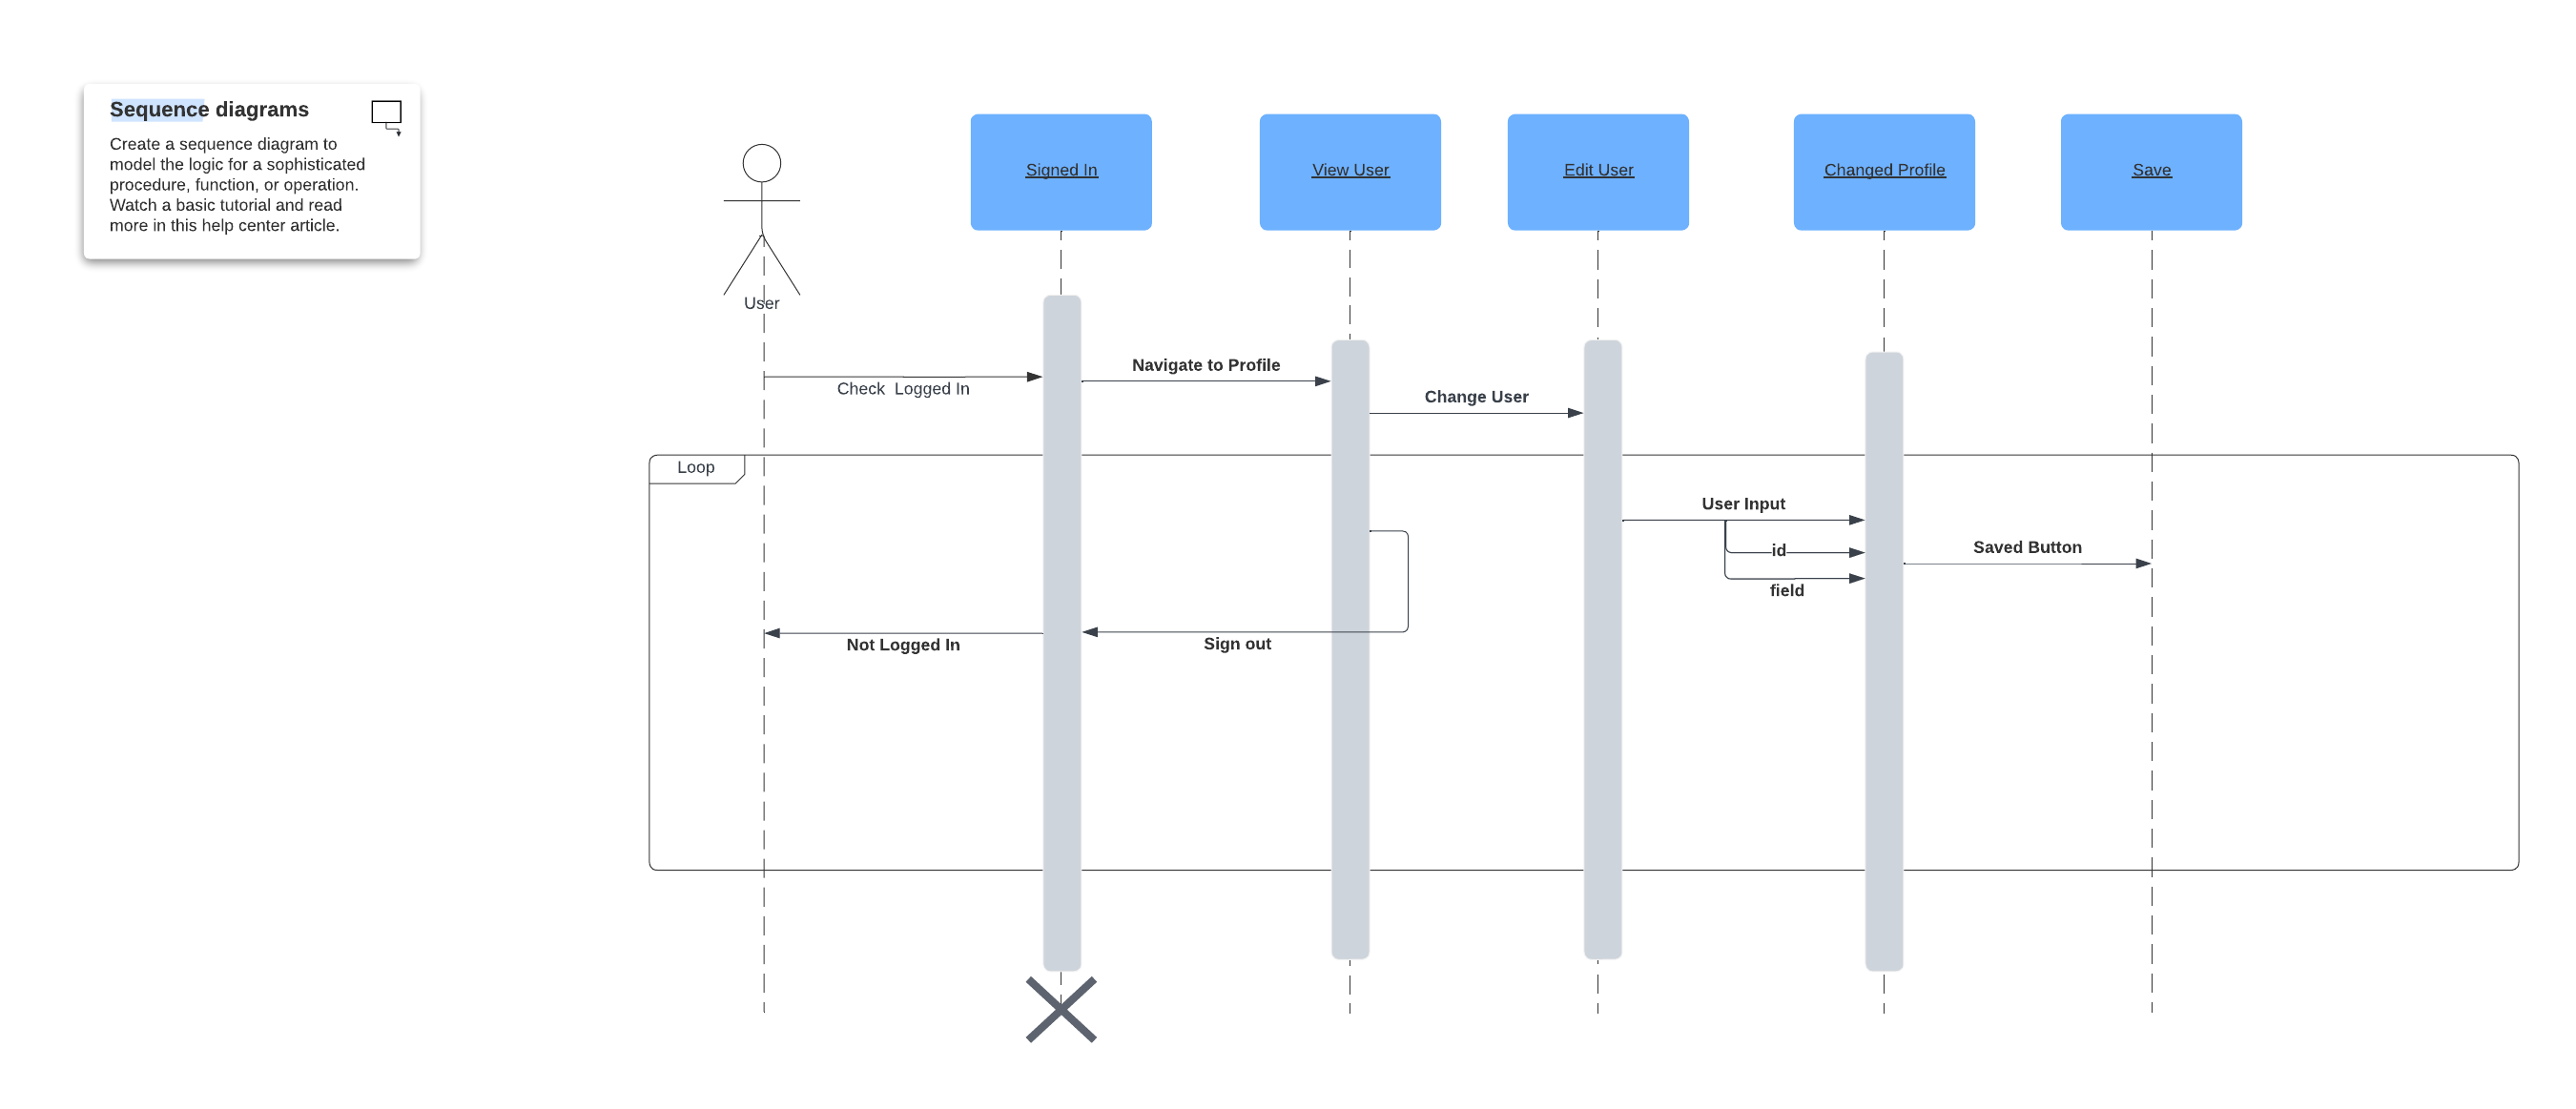 Sequence diagrams
Create a sequence diagram to
model the logic for a sophisticated
procedure, function, or operation.
Watch a basic tutorial and read
more in this help center article.
User
Signed In
View User
Edit User
Changed Profile
Save
Check  Logged In
Navigate to Profile
Change User
Loop
User Input
id
field
Saved Button
Not Logged In
Sign out